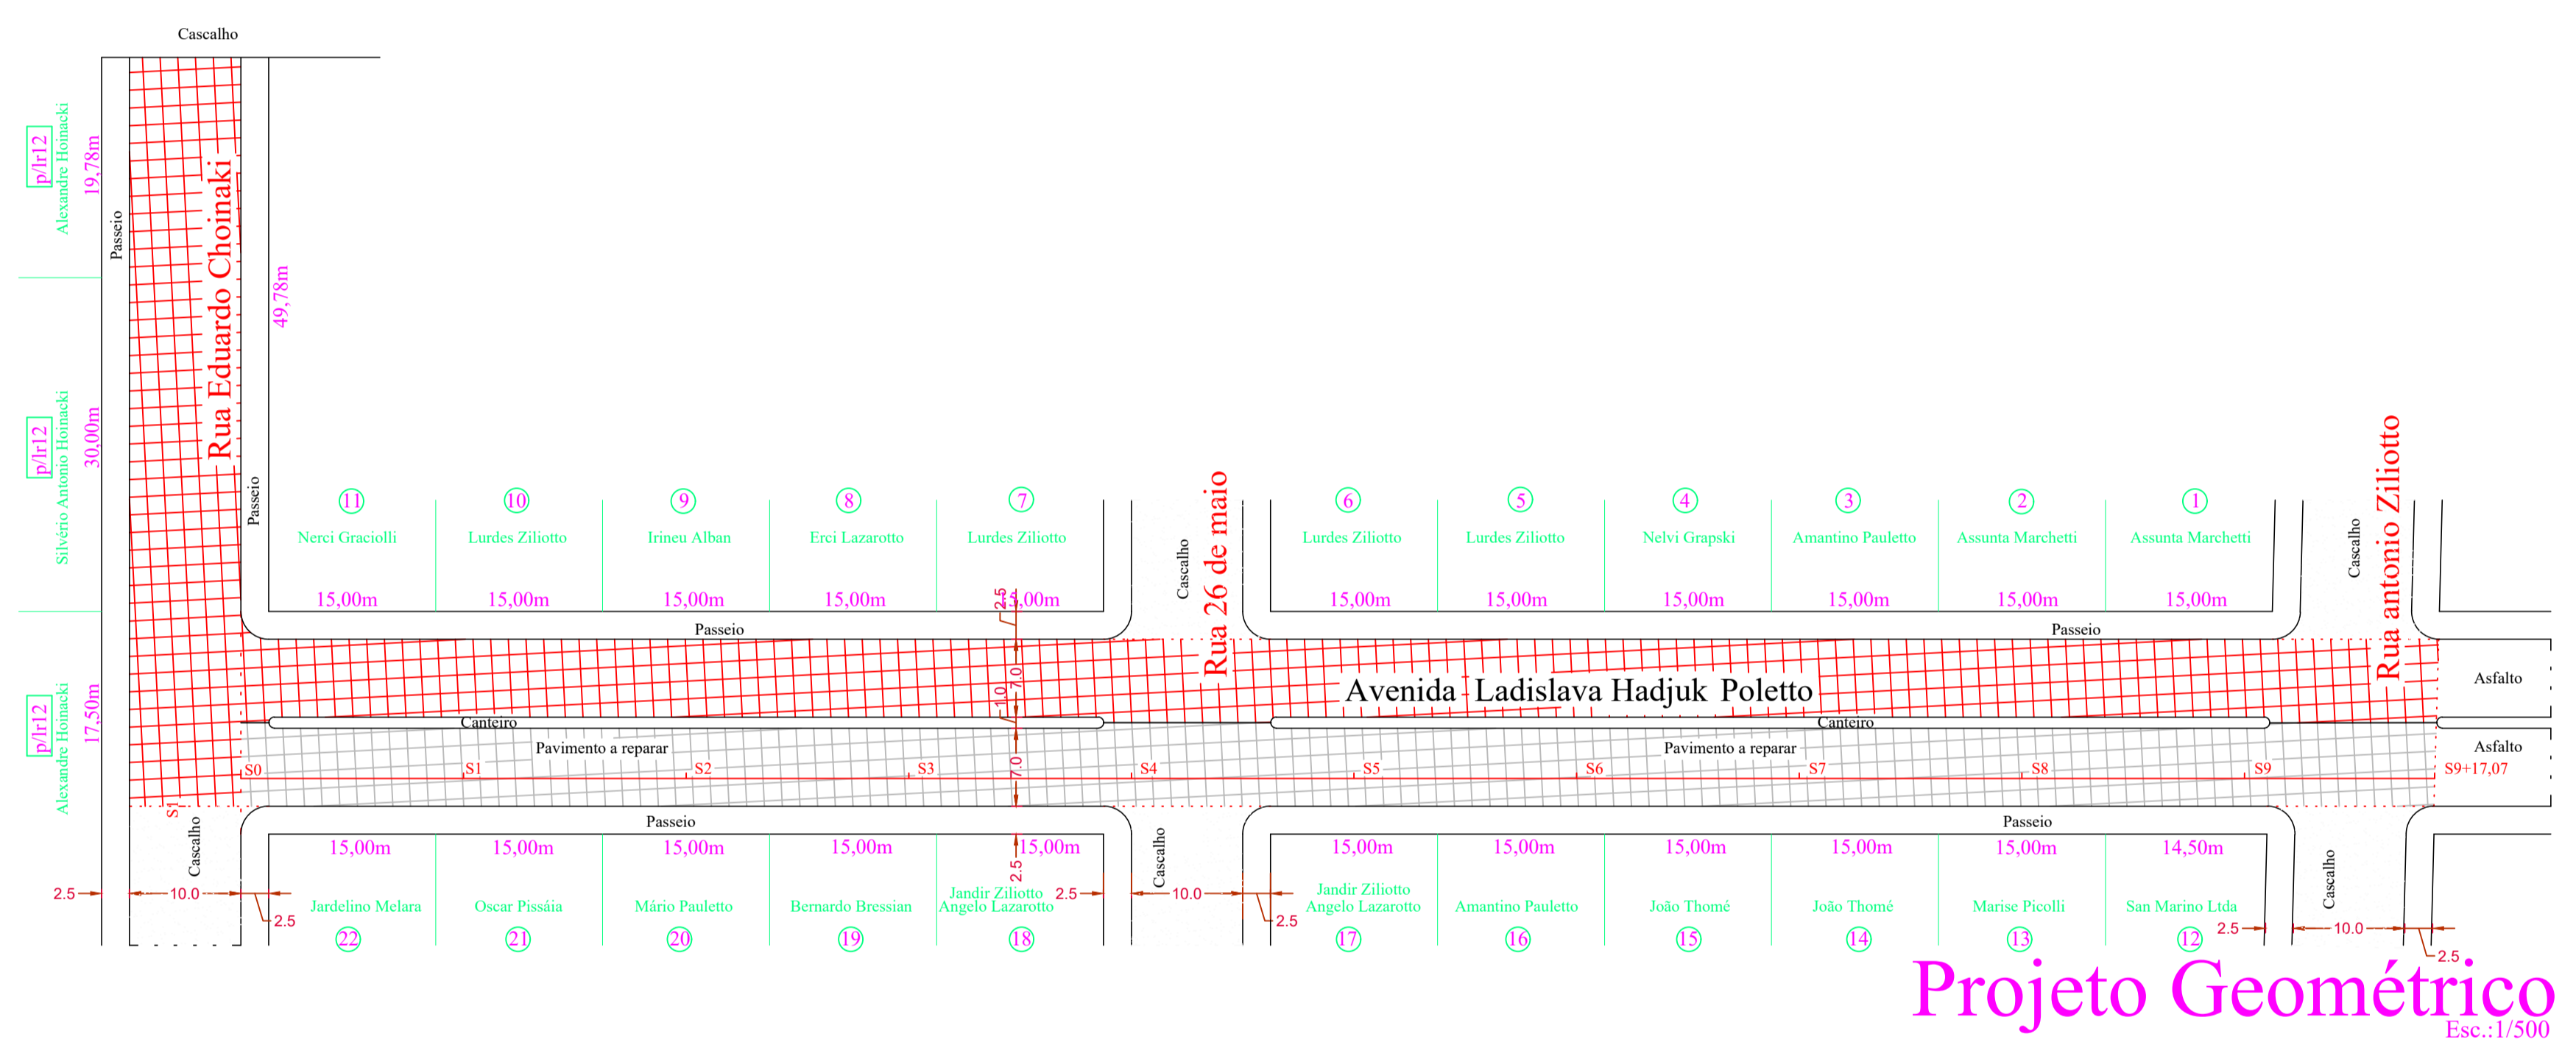 Cascalho
p/lr12
Alexandre Hoinacki
19,78m
Passeio
Rua Eduardo Choinaki
49,78m
p/lr12
Silvério Antonio Hoinacki
30,00m
Passeio
11
10
9
8
7
6
5
4
3
2
1
Nerci Graciolli
Lurdes Ziliotto
Irineu Alban
Erci Lazarotto
Lurdes Ziliotto
Cascalho
Rua 26 de maio
Lurdes Ziliotto
Lurdes Ziliotto
Nelvi Grapski
Amantino Pauletto
Assunta Marchetti
Assunta Marchetti
Cascalho
Rua antonio Ziliotto
15,00m
15,00m
15,00m
15,00m
2.5
15,00m
15,00m
15,00m
15,00m
15,00m
15,00m
15,00m
Passeio
Passeio
p/lr12
Alexandre Hoinacki
17,50m
7.0
1.0
Avenida Ladislava Hadjuk Poletto
Asfalto
Canteiro
Canteiro
Pavimento a reparar
Pavimento a reparar
Asfalto
7.0
S0
S1
S2
S3
S4
S5
S6
S7
S8
S9
S9+17,07
S1
Cascalho
Passeio
Cascalho
Passeio
Cascalho
15,00m
15,00m
15,00m
15,00m
2.5
15,00m
15,00m
15,00m
15,00m
15,00m
15,00m
14,50m
2.5
10.0
2.5
2.5
10.0
2.5
Jardelino Melara
Oscar Pissáia
Mário Pauletto
Bernardo Bressian
Jandir Ziliotto
Angelo Lazarotto
Jandir Ziliotto
Angelo Lazarotto
Amantino Pauletto
João Thomé
João Thomé
Marise Picolli
San Marino Ltda
22
21
20
19
18
17
16
15
14
13
12
2.5
10.0
2.5
Projeto Geométrico
Esc.:1/500